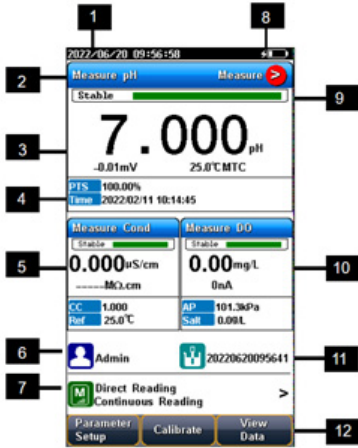 1
8
2022/06/20 09:56:58
2
Measure pH Measure >
Stable
9
3
7.000pH
-0.01mV 25.0℃ MTC
4
PTS 100.00%
Time 2022/02/11 10:14:45
Measure Cond Measure DO
Stable Stable
5
0.000µS/cm 0.00mg/L
10
-----MΩ.cm 0nA
CC 1.000 AP 101.3kPa
Ref 25.0℃ Salt 0.00/L
6
Admin 20220620095641
11
7
M Direct Reading
Continuous Reading >
Parameter Setup Calibrate View Data
12